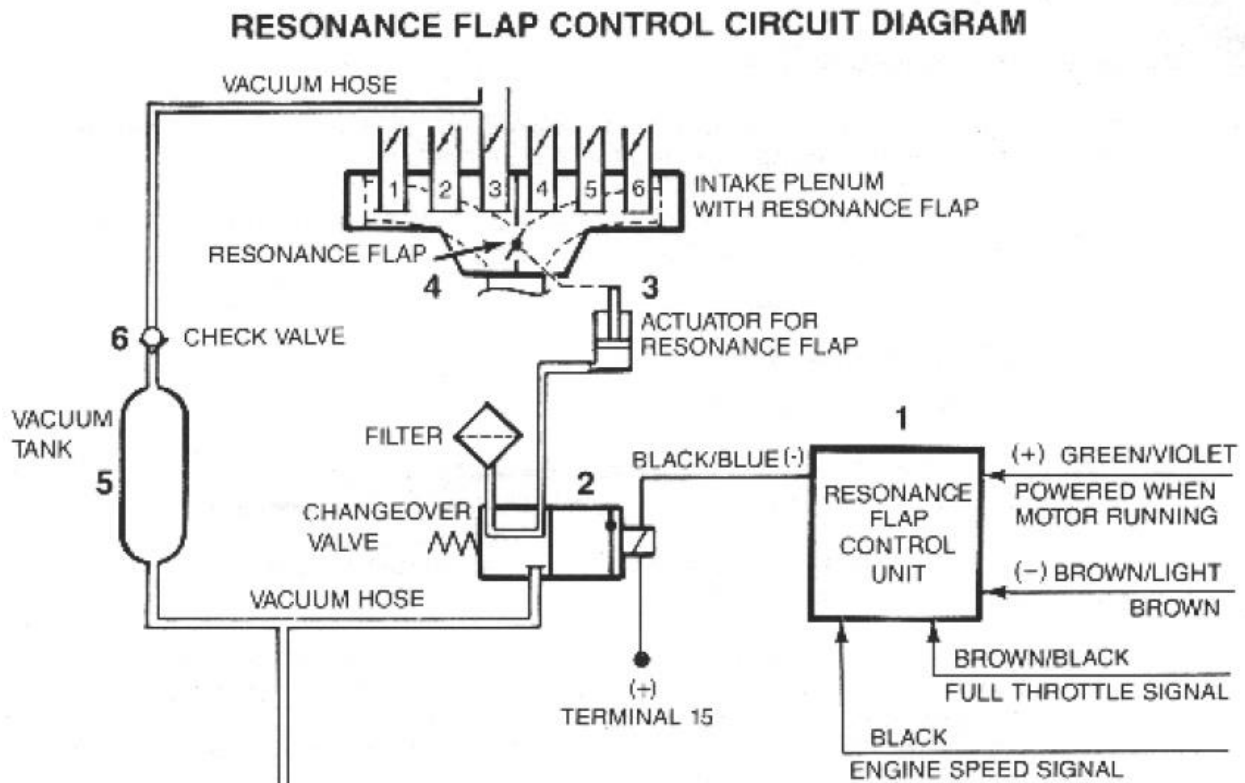 RESONANCE FLAP CONTROL CIRCUIT DIAGRAM
VACUUM HOSE
1 2 3 4 5 6
INTAKE PLENUM
WITH RESONANCE FLAP
RESONANCE FLAP
4
3
ACTUATOR FOR
RESONANCE FLAP
6 CHECK VALVE
VACUUM
TANK
5
FILTER
CHANGEOVER
VALVE
2
VACUUM HOSE
BLACK/BLUE (-)
(+)
TERMINAL 15
1
RESONANCE
FLAP
CONTROL
UNIT
(+) GREEN/VIOLET
POWERED WHEN
MOTOR RUNNING
(−) BROWN/LIGHT
BROWN
BROWN/BLACK
FULL THROTTLE SIGNAL
BLACK
ENGINE SPEED SIGNAL